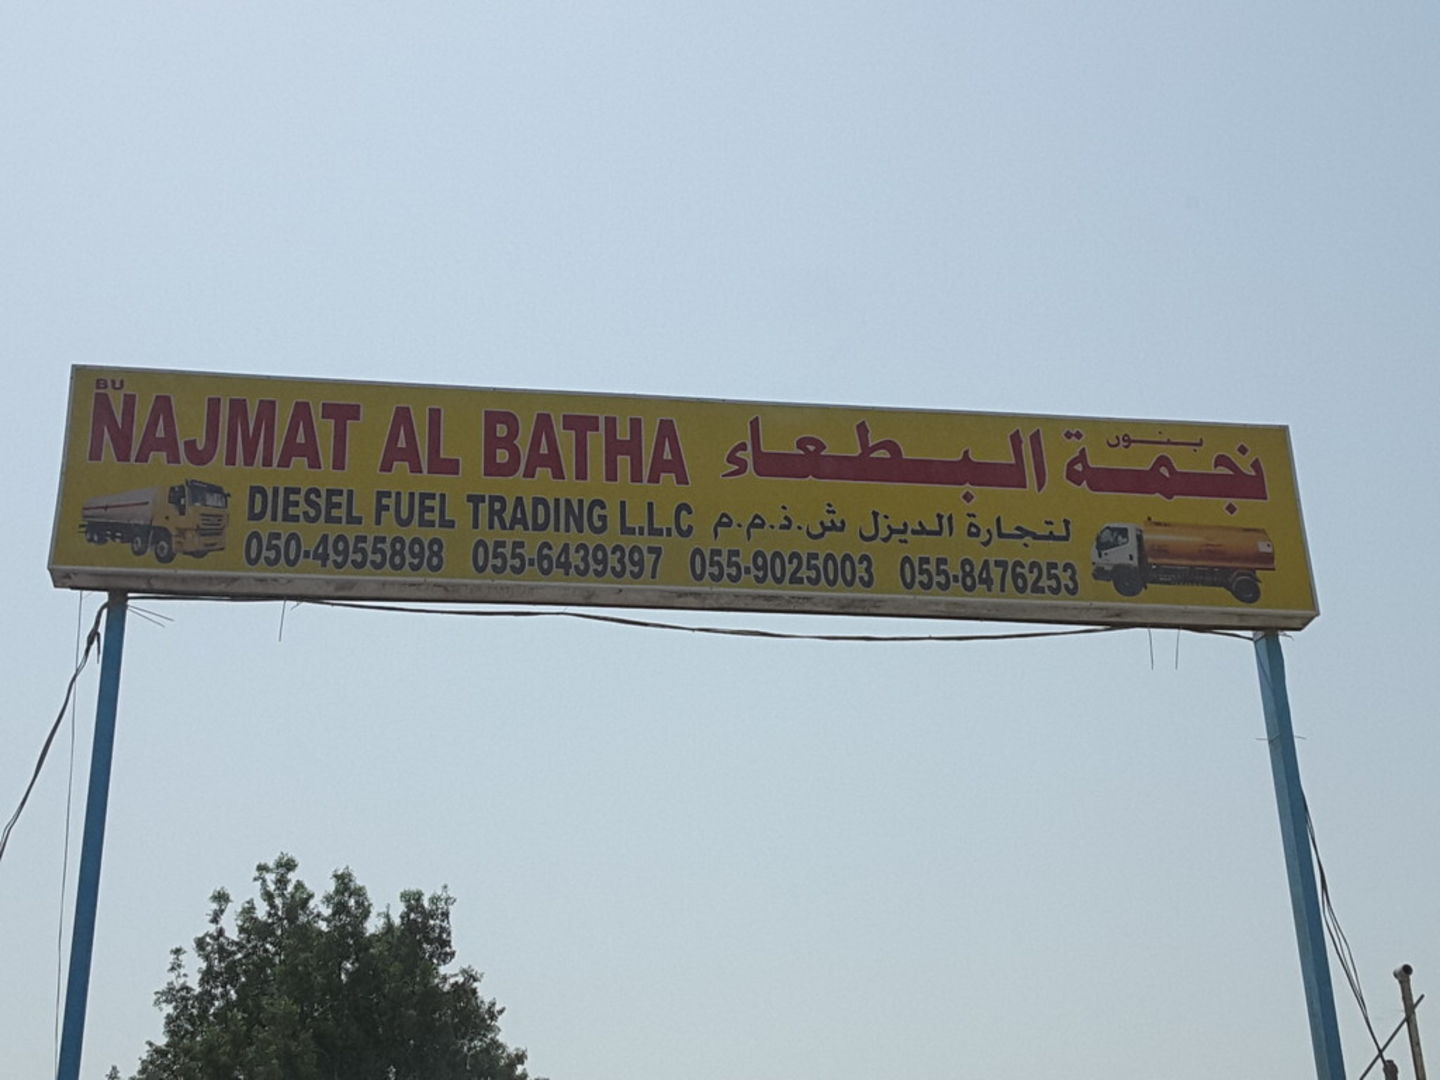 BU
NAJMAT AL BATHA نجمة البطعاء
بنون
DIESEL FUEL TRADING L.L.C لتجارة الديزل ش.ذ.م.م
050-4955898 055-6439397 055-9025003 055-8476253